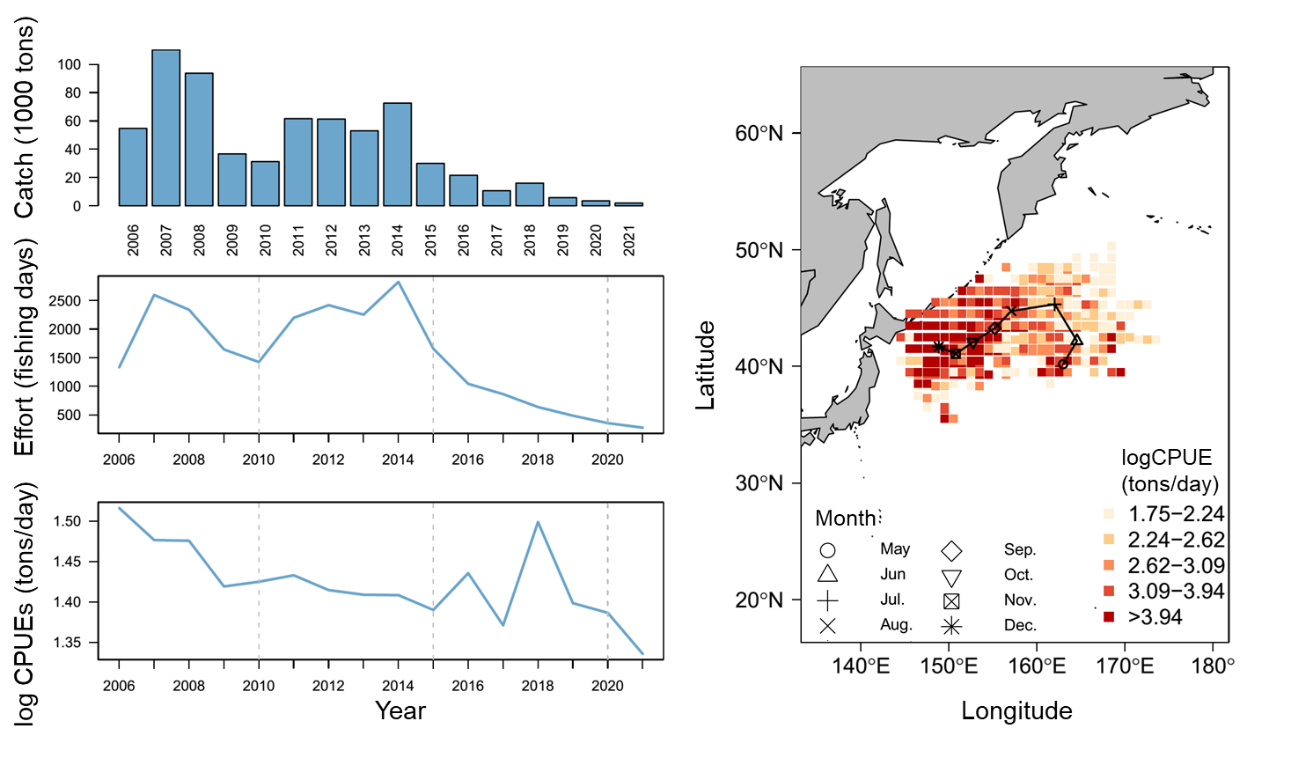 Catch (1000 tons)
100
80
60
40
20
0
2006 2007 2008 2009 2010 2011 2012 2013 2014 2015 2016 2017 2018 2019 2020 2021
Effort (fishing days)
2500
2000
1500
1000
500
2006 2008 2010 2012 2014 2016 2018 2020
log CPUEs (tons/day)
1.50
1.45
1.40
1.35
2006 2008 2010 2012 2014 2016 2018 2020
Year
Latitude
60°N
50°N
40°N
30°N
20°N
Month
May
Jun
Jul.
Aug.
Sep.
Oct.
Nov.
Dec.
logCPUE
(tons/day)
1.75−2.24
2.24−2.62
2.62−3.09
3.09−3.94
>3.94
140°E 150°E 160°E 170°E 180°
Longitude